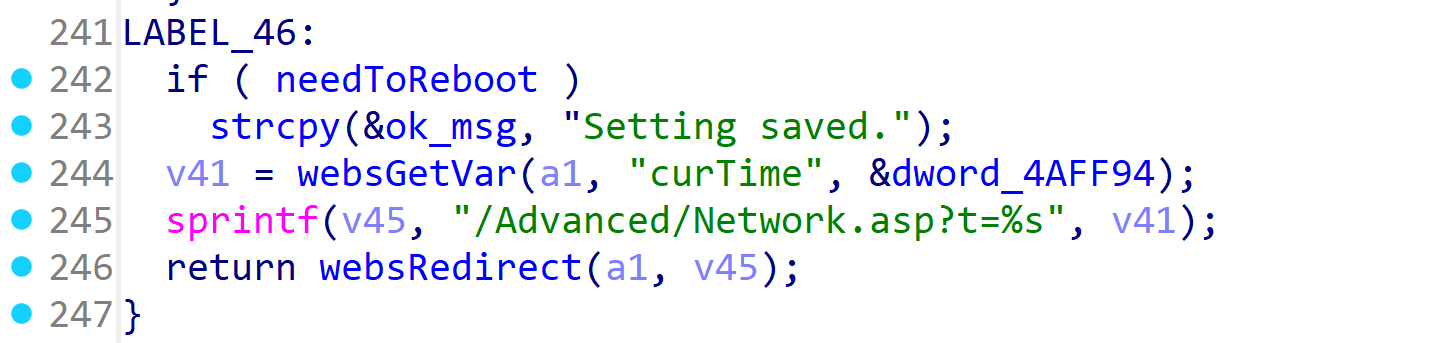 241 LABEL_46:
242 if ( needToReboot )
243 strcpy(&ok_msg, "Setting saved.");
244 v41 = websGetVar(a1, "curTime", &dword_4AFF94);
245 sprintf(v45, "/Advanced/Network.asp?t=%s", v41);
246 return websRedirect(a1, v45);
247 }